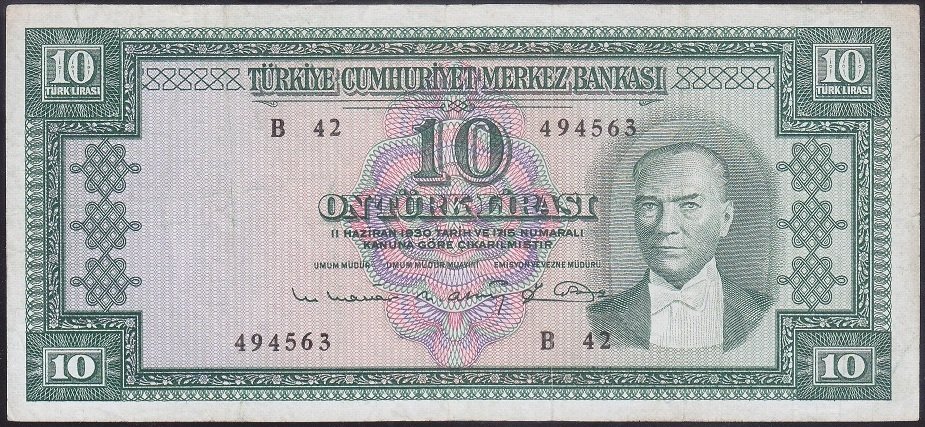 10 TÜRK LİRASI
10 TÜRK LİRASI
TÜRKİYE CUMHURİYET MERKEZ BANKASI
B 42
494563
10
ON TÜRK LİRASI
11 HAZİRAN 1930 TARİH VE 1715 NUMARALI
KANUNA GÖRE ÇIKARILMIŞTIR
UMUM MÜDÜR UMUM MÜDÜR MUAVİNİ EMİSYON VE VEZNE MÜDÜRÜ
494563
B 42
10
10